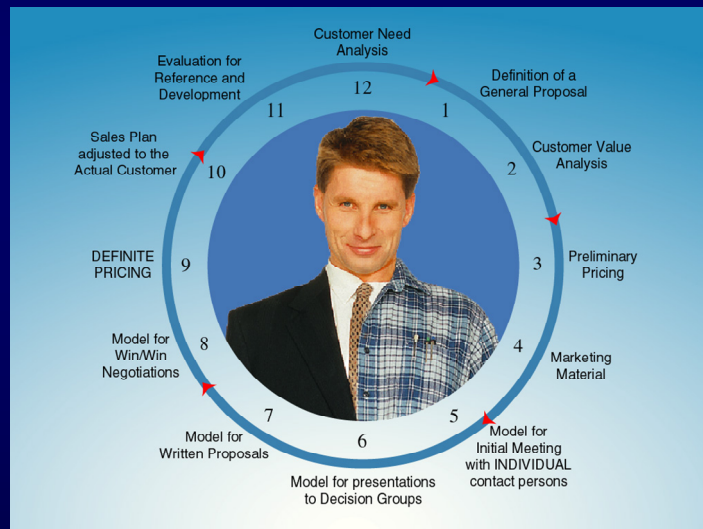 Customer Need
Analysis
12
Definition of a
General Proposal
1
Customer Value
Analysis
2
Preliminary
Pricing
3
Marketing
Material
4
Model for
Initial Meeting
with INDIVIDUAL
contact persons
5
Model for presentations
to Decision Groups
6
Model for
Written Proposals
7
Model for
Win/Win
Negotiations
8
DEFINITE
PRICING
9
Sales Plan
adjusted to the
Actual Customer
10
Evaluation for
Reference and
Development
11